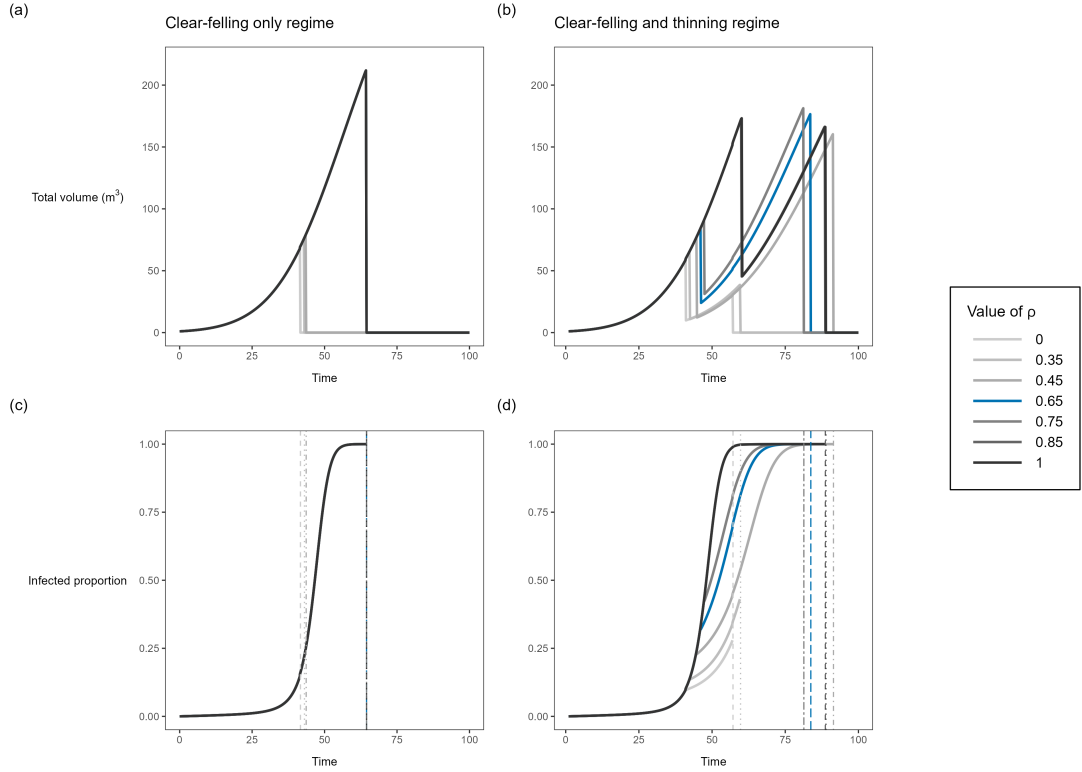 (a)
Clear-felling only regime
(b)
Clear-felling and thinning regime
200
150
100
50
0
Total volume (m³)
0 25 50 75 100
Time
200
150
100
50
0
0 25 50 75 100
Time
Value of ρ
0
0.35
0.45
0.65
0.75
0.85
1
(c)
(d)
1.00
0.75
0.50
0.25
0.00
Infected proportion
0 25 50 75 100
Time
1.00
0.75
0.50
0.25
0.00
0 25 50 75 100
Time